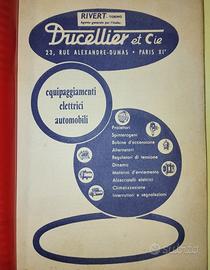 RIVERT - TORINO
Agente generale per l'Italia
Ducellier et Cie
23, RUE ALEXANDRE-DUMAS • PARIS XIe
equipaggiamenti
elettrici
automobili
Proiettori
Spinterogeni
Bobine d'accensione
Alternatori
Regolatori di tensione
Dinamo
Motorini d'avviamento
Alzacristalli elettrici
Climatizzazione
Interruttori e segnalazioni
subito